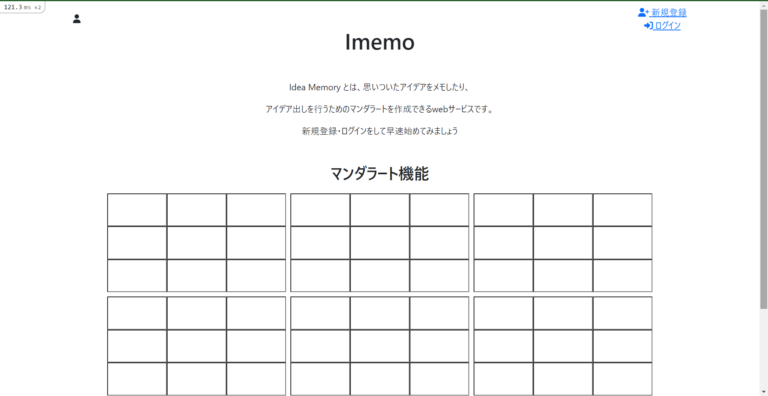 121.3 ms ×2
新規登録
ログイン
Imemo
Idea Memory とは、思いついたアイデアをメモしたり、
アイデア出しを行うためのマンダラートを作成できるwebサービスです。
新規登録・ログインをして早速始めてみましょう
マンダラート機能